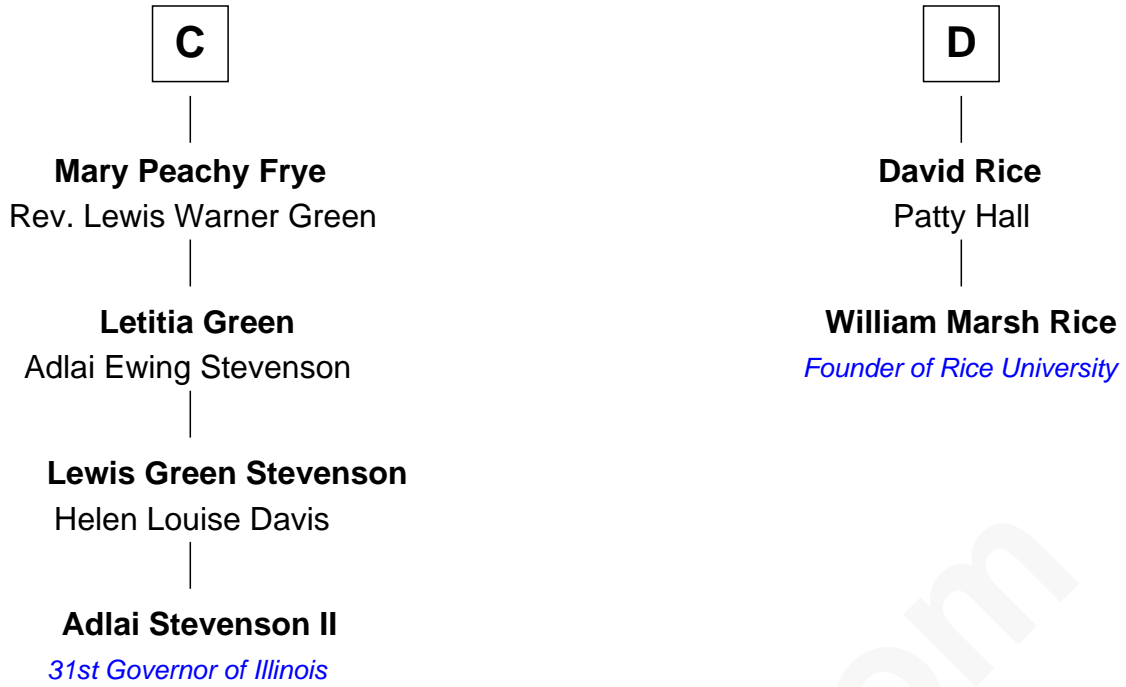 C
Mary Peachy Frye
Rev. Lewis Warner Green
Letitia Green
Adlai Ewing Stevenson
Lewis Green Stevenson
Helen Louise Davis
Adlai Stevenson II
31st Governor of Illinois
D
David Rice
Patty Hall
William Marsh Rice
Founder of Rice University
om